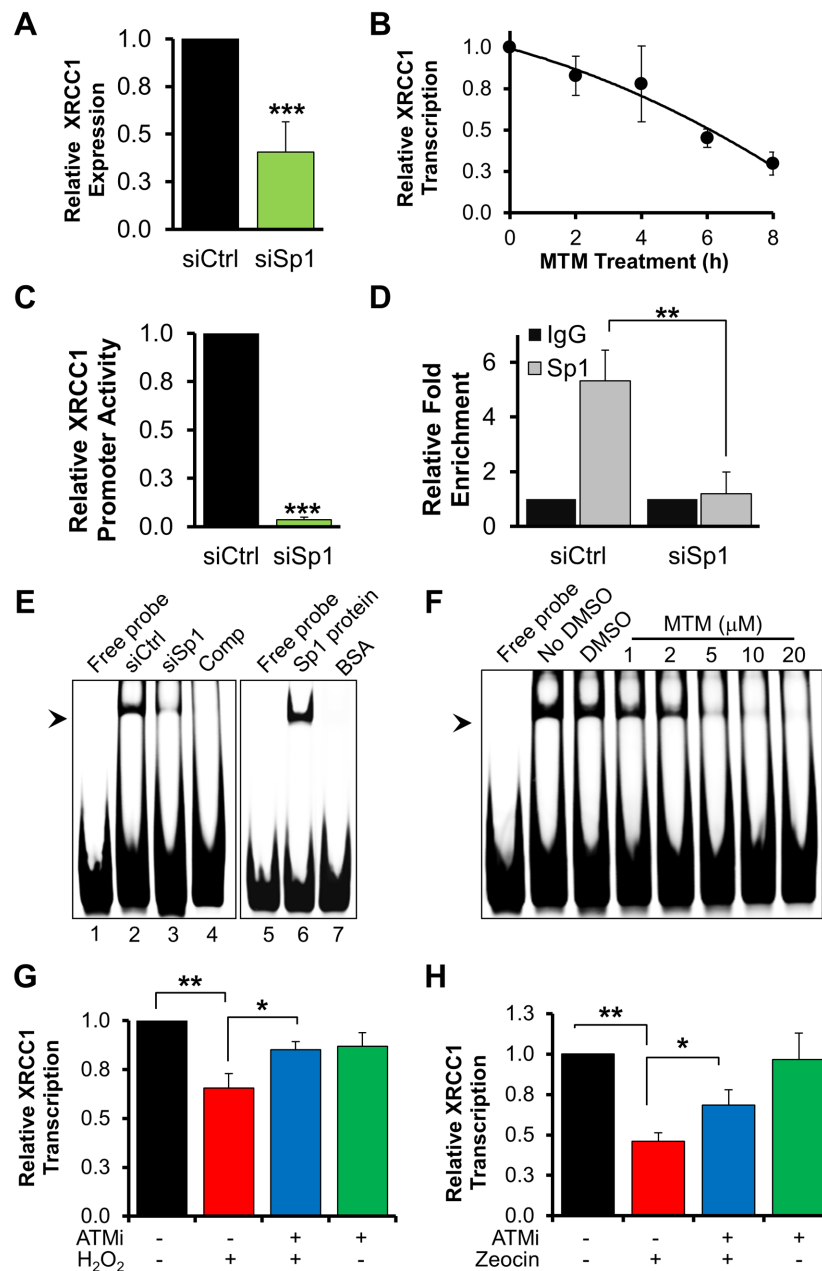 A
Relative XRCC1
Expression
1.0
0.8
0.5
0.3
0.0
***
siCtrl siSp1
B
Relative XRCC1
Transcription
1.0
0.8
0.5
0.3
0.0
0 2 4 6 8
MTM Treatment (h)
C
Relative XRCC1
Promoter Activity
1.0
0.8
0.5
0.3
0.0
***
siCtrl siSp1
D
Relative Fold
Enrichment
6
4
2
0
IgG
Sp1
**
siCtrl siSp1
E
Free probe siCtrl siSp1 Comp Free probe Sp1 protein BSA
1 2 3 4 5 6 7
F
Free probe No DMSO DMSO MTM (μM)
1 2 5 10 20
G
Relative XRCC1
Transcription
1.0
0.8
0.5
0.3
0.0
** *
ATMi - - + +
H₂O₂ - + + -
H
Relative XRCC1
Transcription
1.3
1.0
0.8
0.5
0.3
0.0
** *
ATMi - - + +
Zeocin - + + -